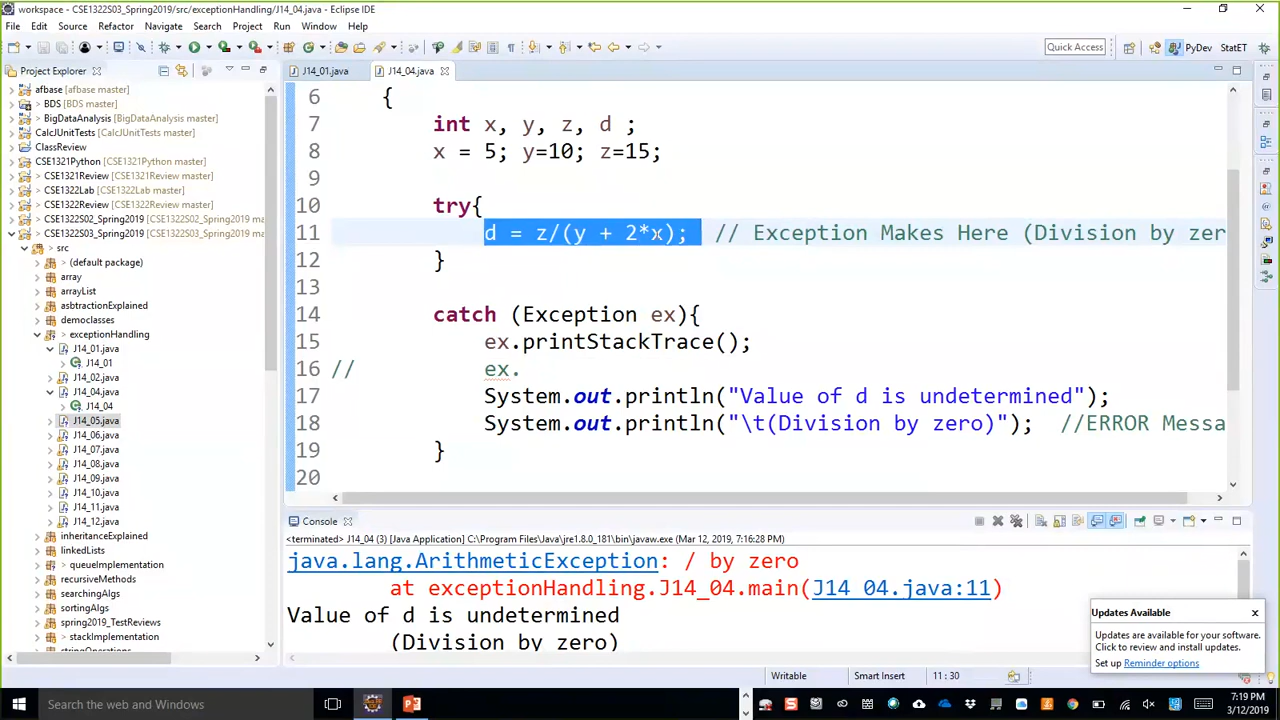 workspace - CSE1322S03_Spring2019/src/exceptionHandling/J14_04.java - Eclipse IDE
File Edit Source Refactor Navigate Search Project Run Window Help
Quick Access
PyDev
StatET
Project Explorer
J14_01.java
J14_04.java
afbase [afbase master]
> BDS [BDS master]
> BigDataAnalysis [BigDataAnalysis master]
CalcJUnitTests [CalcJUnitTests master]
ClassReview
CSE1321Python [CSE1321Python master]
> CSE1321Review [CSE1321Review master]
> CSE1322Lab [CSE1322Lab master]
> CSE1322Review [CSE1322Review master]
> CSE1322S02_Spring2019 [CSE1322S02_Spring2019 ma
> CSE1322S03_Spring2019 [CSE1322S03_Spring2019 ma
> src
> (default package)
array
arrayList
asbtractionExplained
democlasses
> exceptionHandling
J14_01.java
J14_01
J14_02.java
J14_04.java
J14_04
J14_05.java
J14_06.java
J14_07.java
J14_08.java
J14_09.java
J14_10.java
J14_11.java
J14_12.java
inheritanceExplained
linkedLists
> queueImplementation
recursiveMethods
searchingAlgs
sortingAlgs
spring2019_TestReviews
> stackImplementation
stringOperations
6 {
7 int x, y, z, d ;
8 x = 5; y=10; z=15;
9
10 try{
11 d = z/(y + 2*x); // Exception Makes Here (Division by zer
12 }
13
14 catch (Exception ex){
15 ex.printStackTrace();
16 // ex.
17 System.out.println("Value of d is undetermined");
18 System.out.println("\t(Division by zero)"); //ERROR Messa
19 }
20
Console
<terminated> J14_04 (3) [Java Application] C:\Program Files\Java\jre1.8.0_181\bin\javaw.exe (Mar 12, 2019, 7:16:28 PM)
java.lang.ArithmeticException: / by zero
at exceptionHandling.J14_04.main(J14_04.java:11)
Value of d is undetermined
(Division by zero)
Updates Available
Updates are available for your software.
Click to review and install updates.
Set up Reminder options
Writable
Smart Insert
11 : 30
Search the web and Windows
7:19 PM
3/12/2019